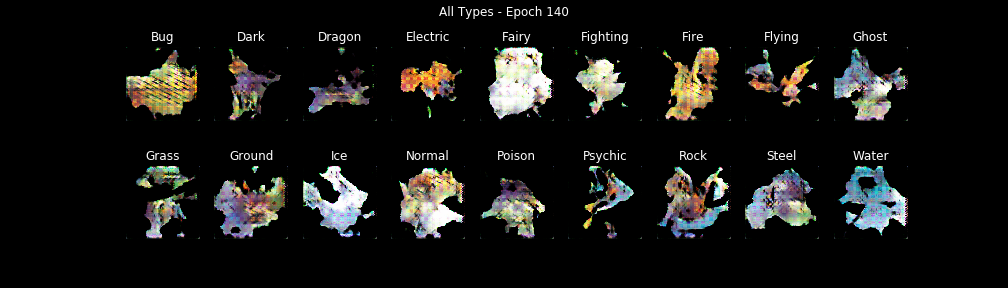 All Types - Epoch 140
Bug Dark Dragon Electric Fairy Fighting Fire Flying Ghost
Grass Ground Ice Normal Poison Psychic Rock Steel Water